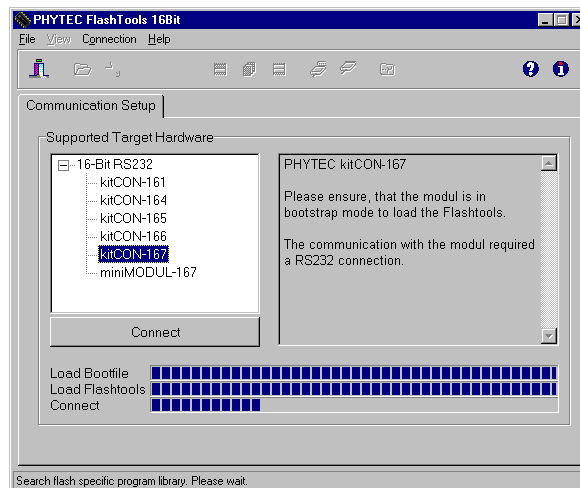 PHYTEC FlashTools 16Bit
File View Connection Help
Communication Setup
Supported Target Hardware
16-Bit RS232
kitCON-161
kitCON-164
kitCON-165
kitCON-166
kitCON-167
miniMODUL-167
Connect
PHYTEC kitCON-167
Please ensure, that the modul is in
bootstrap mode to load the Flashtools.
The communication with the modul required
a RS232 connection.
Load Bootfile
Load Flashtools
Connect
Search flash specific program library. Please wait.